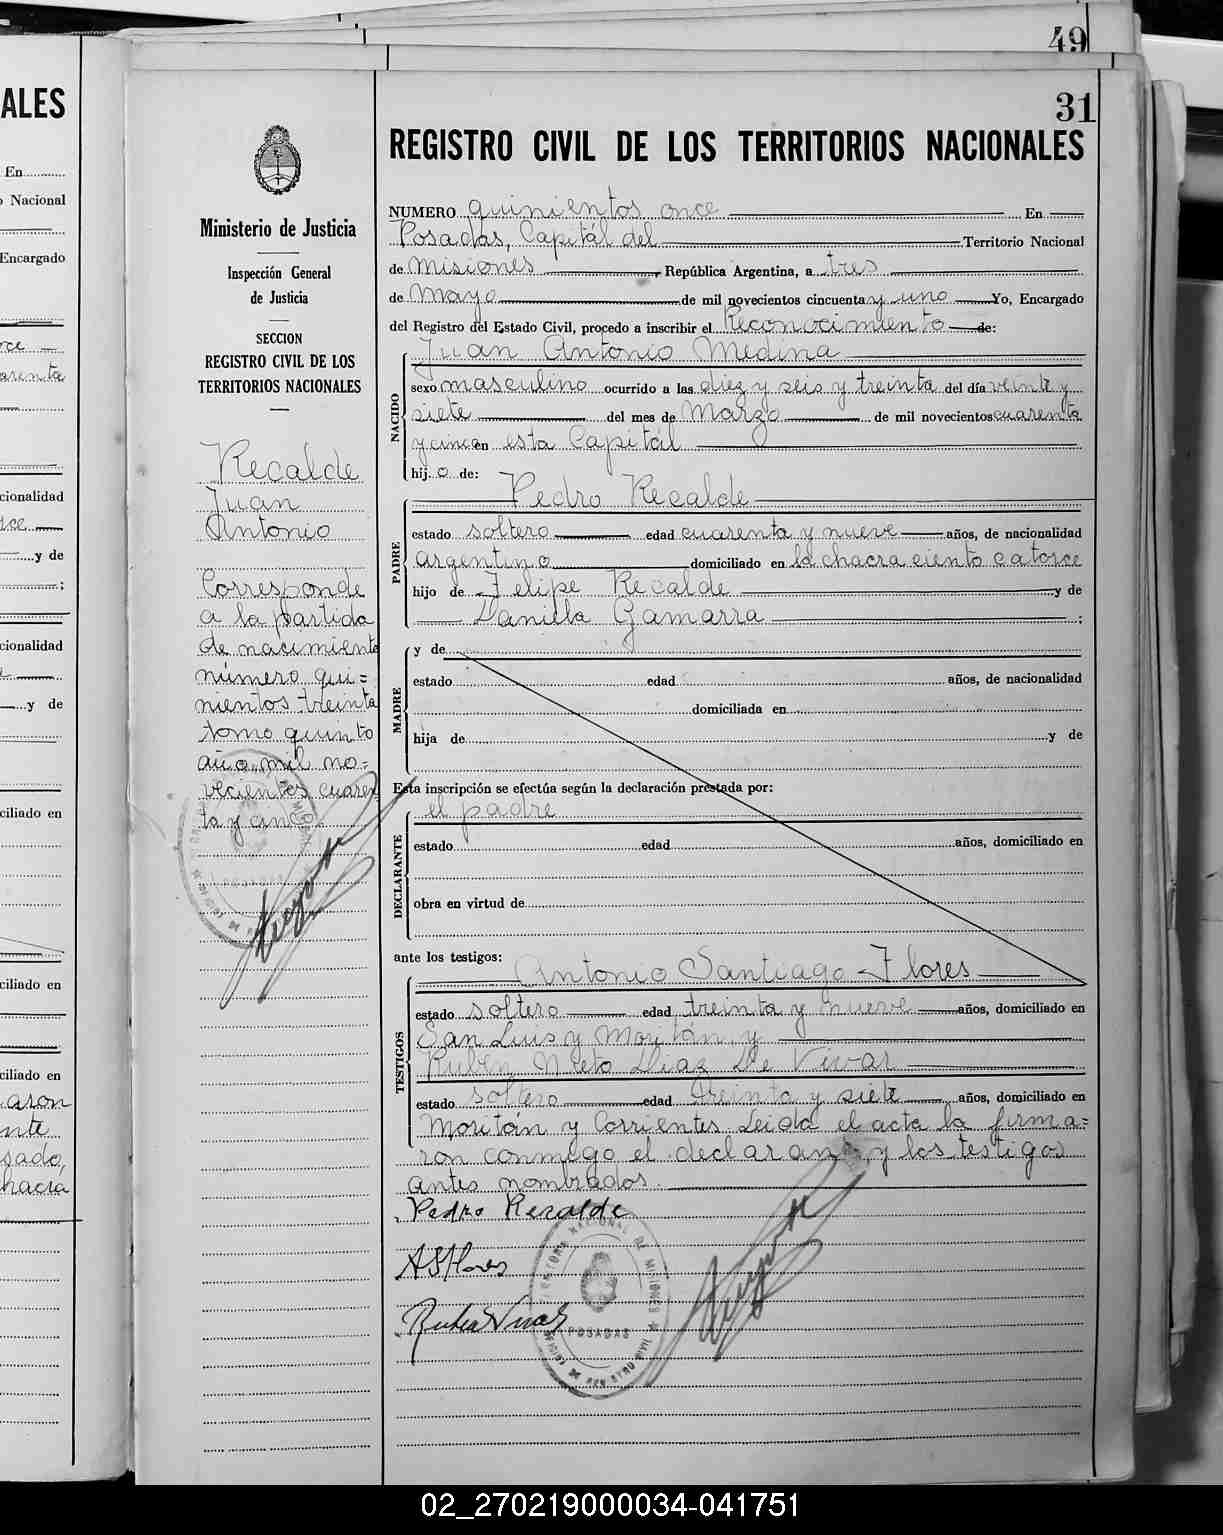 49
31
ALES
En
Nacional
Encargado
cionalidad
y de
;
cionalidad
y de
ciliado en
ciliado en
ciliado en
Ministerio de Justicia
Inspección General
de Justicia
SECCION
REGISTRO CIVIL DE LOS
TERRITORIOS NACIONALES
Recalde
Juan
Antonio
Corresponde
a la partida
de nacimiento
número qui=
nientos treinta
tomo quinto
año mil no=
vecientos cuaren
ta y cinco
REGISTRO CIVIL DE LOS TERRITORIOS NACIONALES
NUMERO quinientos once En
Posadas, Capitál del Territorio Nacional
de Misiones, República Argentina, a tres
de Mayo de mil novecientos cincuenta y uno Yo, Encargado
del Registro del Estado Civil, procedo a inscribir el Reconocimiento de:
Juan Antonio Medina
NACIDO
sexo masculino ocurrido a las diez y seis y treinta del día veinte y
siete del mes de Marzo de mil novecientos cuarenta
y cinco en esta Capital
hij o de:
Pedro Recalde
PADRE
estado soltero edad cuarenta y nueve años, de nacionalidad
argentino domiciliado en la chacra ciento catorce
hijo de Felipe Recalde y de
Daniela Gamarra ;
MADRE
y de
estado edad años, de nacionalidad
domiciliada en
hija de y de
Esta inscripción se efectúa según la declaración prestada por:
el padre
DECLARANTE
estado edad años, domiciliado en
obra en virtud de
ante los testigos:
Antonio Santiago Flores
TESTIGOS
estado soltero edad treinta y nueve años, domiciliado en
San Luis y Moritán y
Rubén Nieto Diaz De Vivar
estado soltero edad treinta y siete años, domiciliado en
Moritán y Corrientes Leida el acta la firma=
ron conmigo el declarante y los testigos
antes nombrados.
Pedro Recalde
ASFlores
POSADAS
02_270219000034-041751